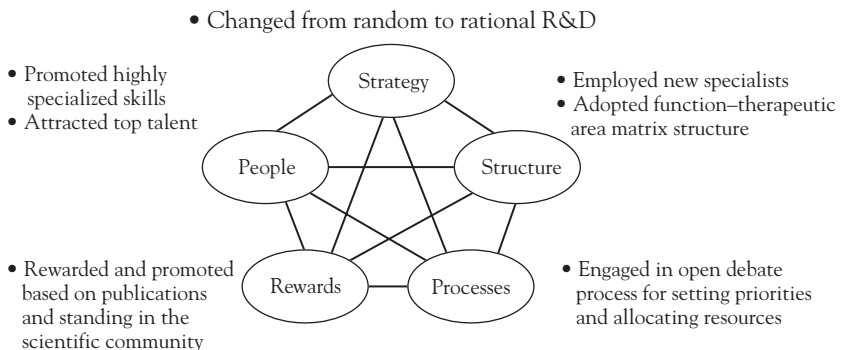 • Changed from random to rational R&D
• Promoted highly
specialized skills
• Attracted top talent
Strategy
• Employed new specialists
• Adopted function–therapeutic
area matrix structure
People
Structure
• Rewarded and promoted
based on publications
and standing in the
scientific community
Rewards
Processes
• Engaged in open debate
process for setting priorities
and allocating resources